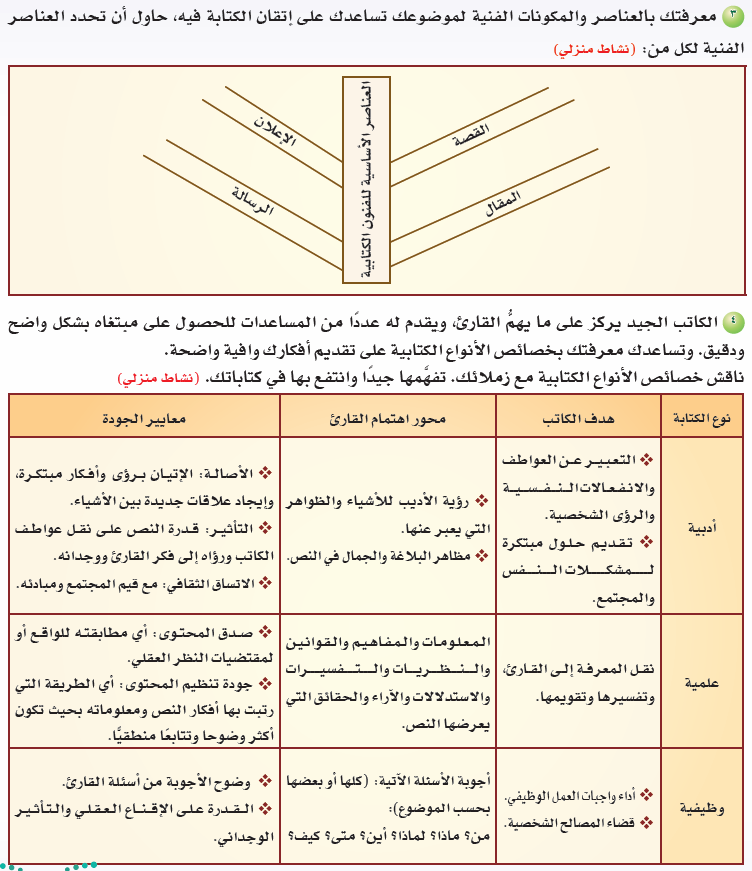 ٣ معرفتك بالعناصر والمكونات الفنية لموضوعك تساعدك على إتقان الكتابة فيه، حاول أن تحدد العناصر
الفنية لكل من: (نشاط منزلي)
العناصر الأساسية للفنون الكتابية
القصة
المقال
الإعلان
الرسالة
٤ الكاتب الجيد يركز على ما يهمُّ القارئ، ويقدم له عددًا من المساعدات للحصول على مبتغاه بشكل واضح
ودقيق. وتساعدك معرفتك بخصائص الأنواع الكتابية على تقديم أفكارك وافية واضحة.
ناقش خصائص الأنواع الكتابية مع زملائك. تفهَّمها جيدًا وانتفع بها في كتاباتك. (نشاط منزلي)
نوع الكتابة
هدف الكاتب
محور اهتمام القارئ
معايير الجودة
أدبية
❖ التعبير عن العواطف
والانفعالات النفسية
والرؤى الشخصية.
❖ تقديم حلول مبتكرة
لمشكلات النفس
والمجتمع.
❖ رؤية الأديب للأشياء والظواهر
التي يعبر عنها.
❖ مظاهر البلاغة والجمال في النص.
❖ الأصالة: الإتيان برؤى وأفكار مبتكرة،
وإيجاد علاقات جديدة بين الأشياء.
❖ التأثير: قدرة النص على نقل عواطف
الكاتب ورؤاه إلى فكر القارئ ووجدانه.
❖ الاتساق الثقافي: مع قيم المجتمع ومبادئه.
علمية
نقل المعرفة إلى القارئ،
وتفسيرها وتقويمها.
المعلومات والمفاهيم والقوانين
والنظريات والتفسيرات
والاستدلالات والآراء والحقائق التي
يعرضها النص.
❖ صدق المحتوى: أي مطابقته للواقع أو
لمقتضيات النظر العقلي.
❖ جودة تنظيم المحتوى: أي الطريقة التي
رتبت بها أفكار النص ومعلوماته بحيث تكون
أكثر وضوحا وتتابعًا منطقيًّا.
وظيفية
❖ أداء واجبات العمل الوظيفي.
❖ قضاء المصالح الشخصية.
أجوبة الأسئلة الآتية: (كلها أو بعضها
بحسب الموضوع):
من؟ ماذا؟ لماذا؟ أين؟ متى؟ كيف؟
❖ وضوح الأجوبة من أسئلة القارئ.
❖ القدرة على الإقناع العقلي والتأثير
الوجداني.